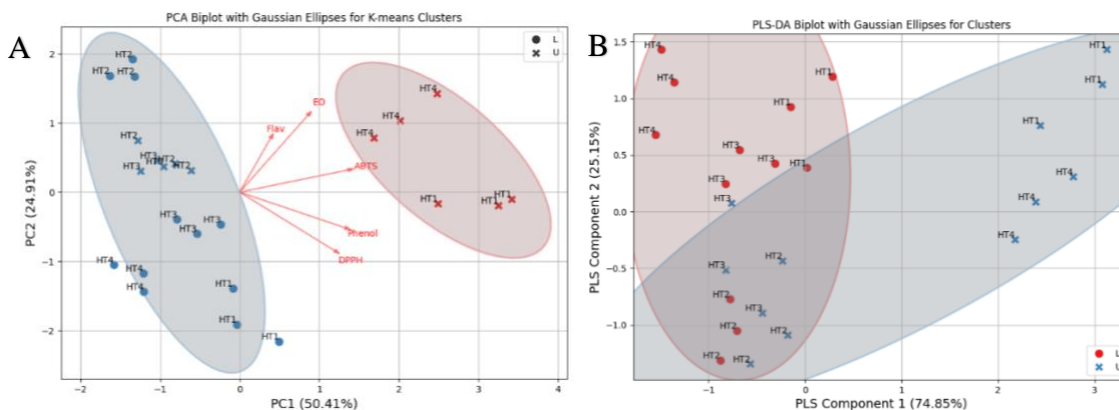 A
PCA Biplot with Gaussian Ellipses for K-means Clusters
L
U
HT2
HT2 HT2
HT4
EO
HT4
HT4
Flav
HT2
HT3
HT2
HT3
HT2
ABTS
HT1
HT1
HT1
HT3
HT3
HT3
Phenol
DPPH
HT4
HT4
HT4
HT1
HT1
HT1
2
1
0
−1
−2
PC2 (24.91%)
−2 −1 0 1 2 3 4
PC1 (50.41%)
B
PLS-DA Biplot with Gaussian Ellipses for Clusters
HT4
HT1
HT4
HT1
HT1
HT1
HT4
HT1
HT3
HT3
HT1
HT4
HT3
HT3
HT4
HT4
HT2
HT3
HT2
HT3
HT2
HT2
HT2
HT2
1.5
1.0
0.5
0.0
−0.5
−1.0
PLS Component 2 (25.15%)
−1 0 1 2 3
PLS Component 1 (74.85%)
L
U